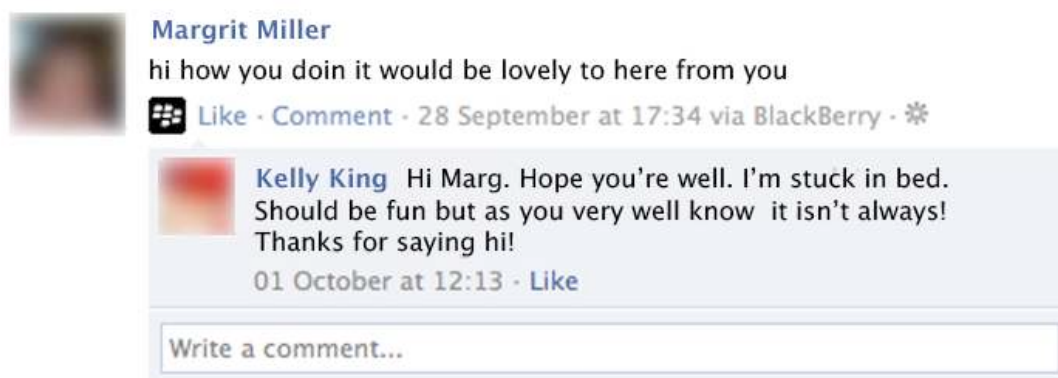 Margrit Miller
hi how you doin it would be lovely to here from you
Like · Comment · 28 September at 17:34 via BlackBerry ·
Kelly King Hi Marg. Hope you're well. I'm stuck in bed.
Should be fun but as you very well know it isn't always!
Thanks for saying hi!
01 October at 12:13 · Like
Write a comment...